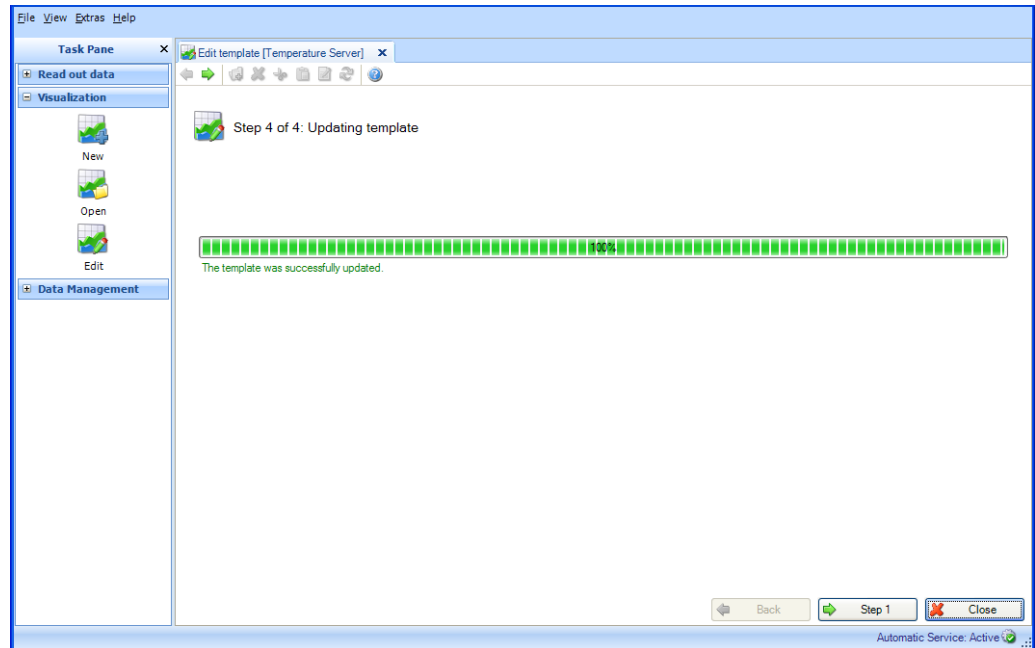 File View Extras Help
Task Pane
Edit template [Temperature Server]
Read out data
Visualization
Step 4 of 4: Updating template
New
Open
100%
Edit
The template was successfully updated.
Data Management
Back
Step 1
Close
Automatic Service: Active